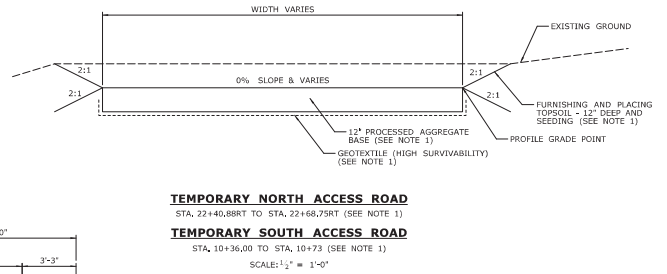 WIDTH VARIES
EXISTING GROUND
2:1
2:1
0% SLOPE & VARIES
2:1
2:1
FURNISHING AND PLACING
TOPSOIL - 12" DEEP AND
SEEDING (SEE NOTE 1)
12" PROCESSED AGGREGATE
BASE (SEE NOTE 1)
PROFILE GRADE POINT
GEOTEXTILE (HIGH SURVIVABILITY)
(SEE NOTE 1)
TEMPORARY NORTH ACCESS ROAD
STA. 22+40.88RT TO STA. 22+68.75RT (SEE NOTE 1)
TEMPORARY SOUTH ACCESS ROAD
STA. 10+36.00 TO STA. 10+73 (SEE NOTE 1)
SCALE: 1/2" = 1'-0"
0"
3'-3"